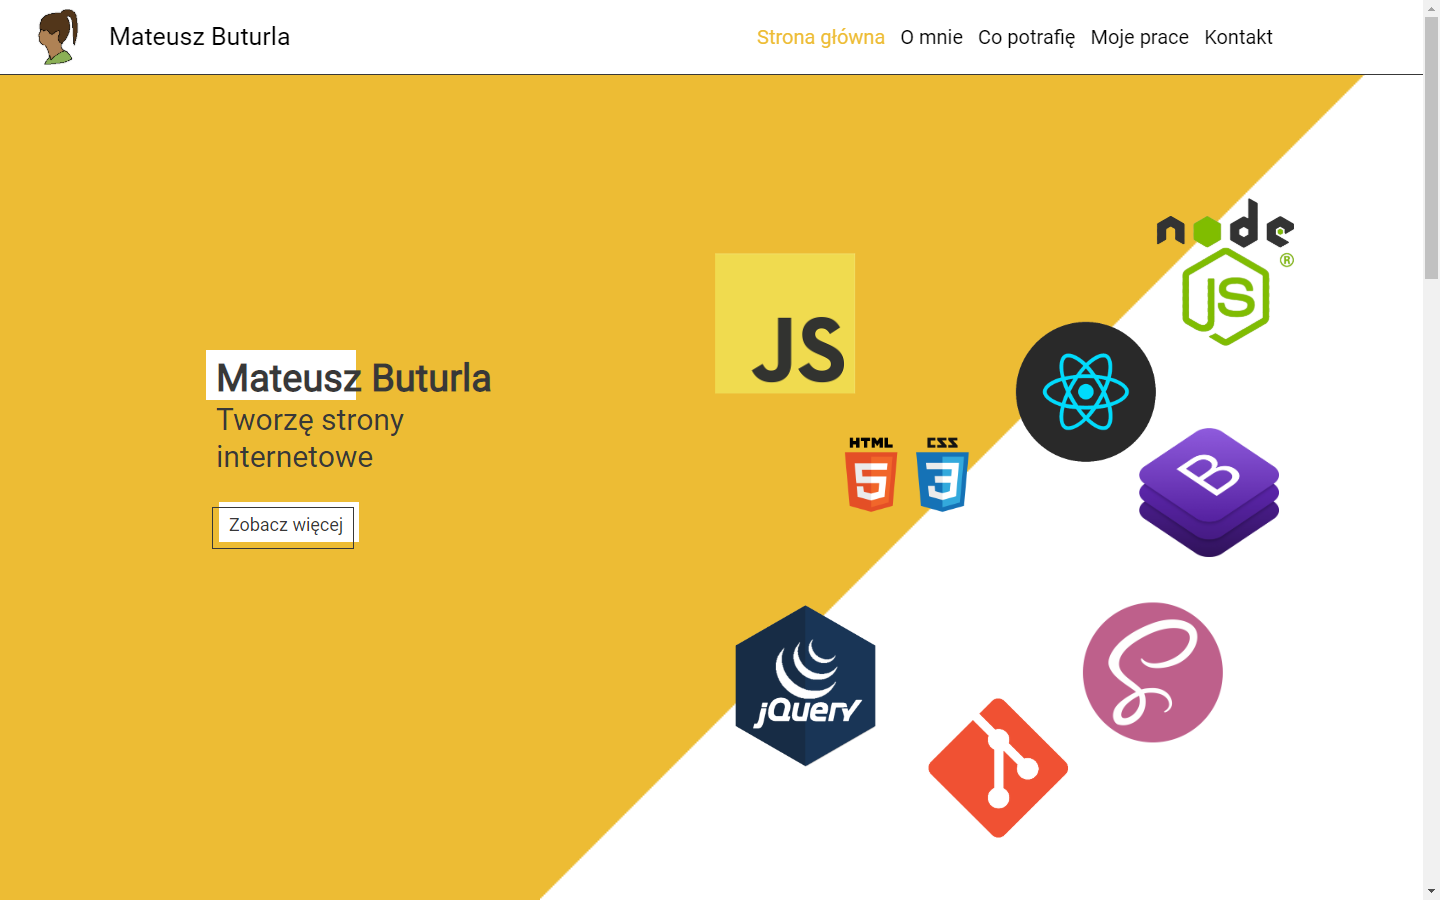 Mateusz Buturla
Strona główna O mnie Co potrafię Moje prace Kontakt
node
JS
®
JS
Mateusz Buturla
Tworzę strony
internetowe
HTML CSS
5 3
B
Zobacz więcej
jQuery